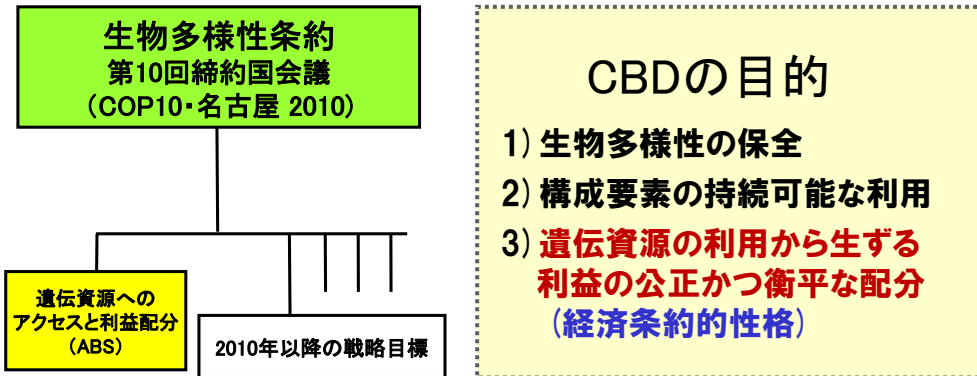 生物多様性条約
第10回締約国会議
(COP10・名古屋 2010)
遺伝資源への
アクセスと利益配分
(ABS)
2010年以降の戦略目標
CBDの目的
1) 生物多様性の保全
2) 構成要素の持続可能な利用
3) 遺伝資源の利用から生ずる
利益の公正かつ衡平な配分
(経済条約的性格)